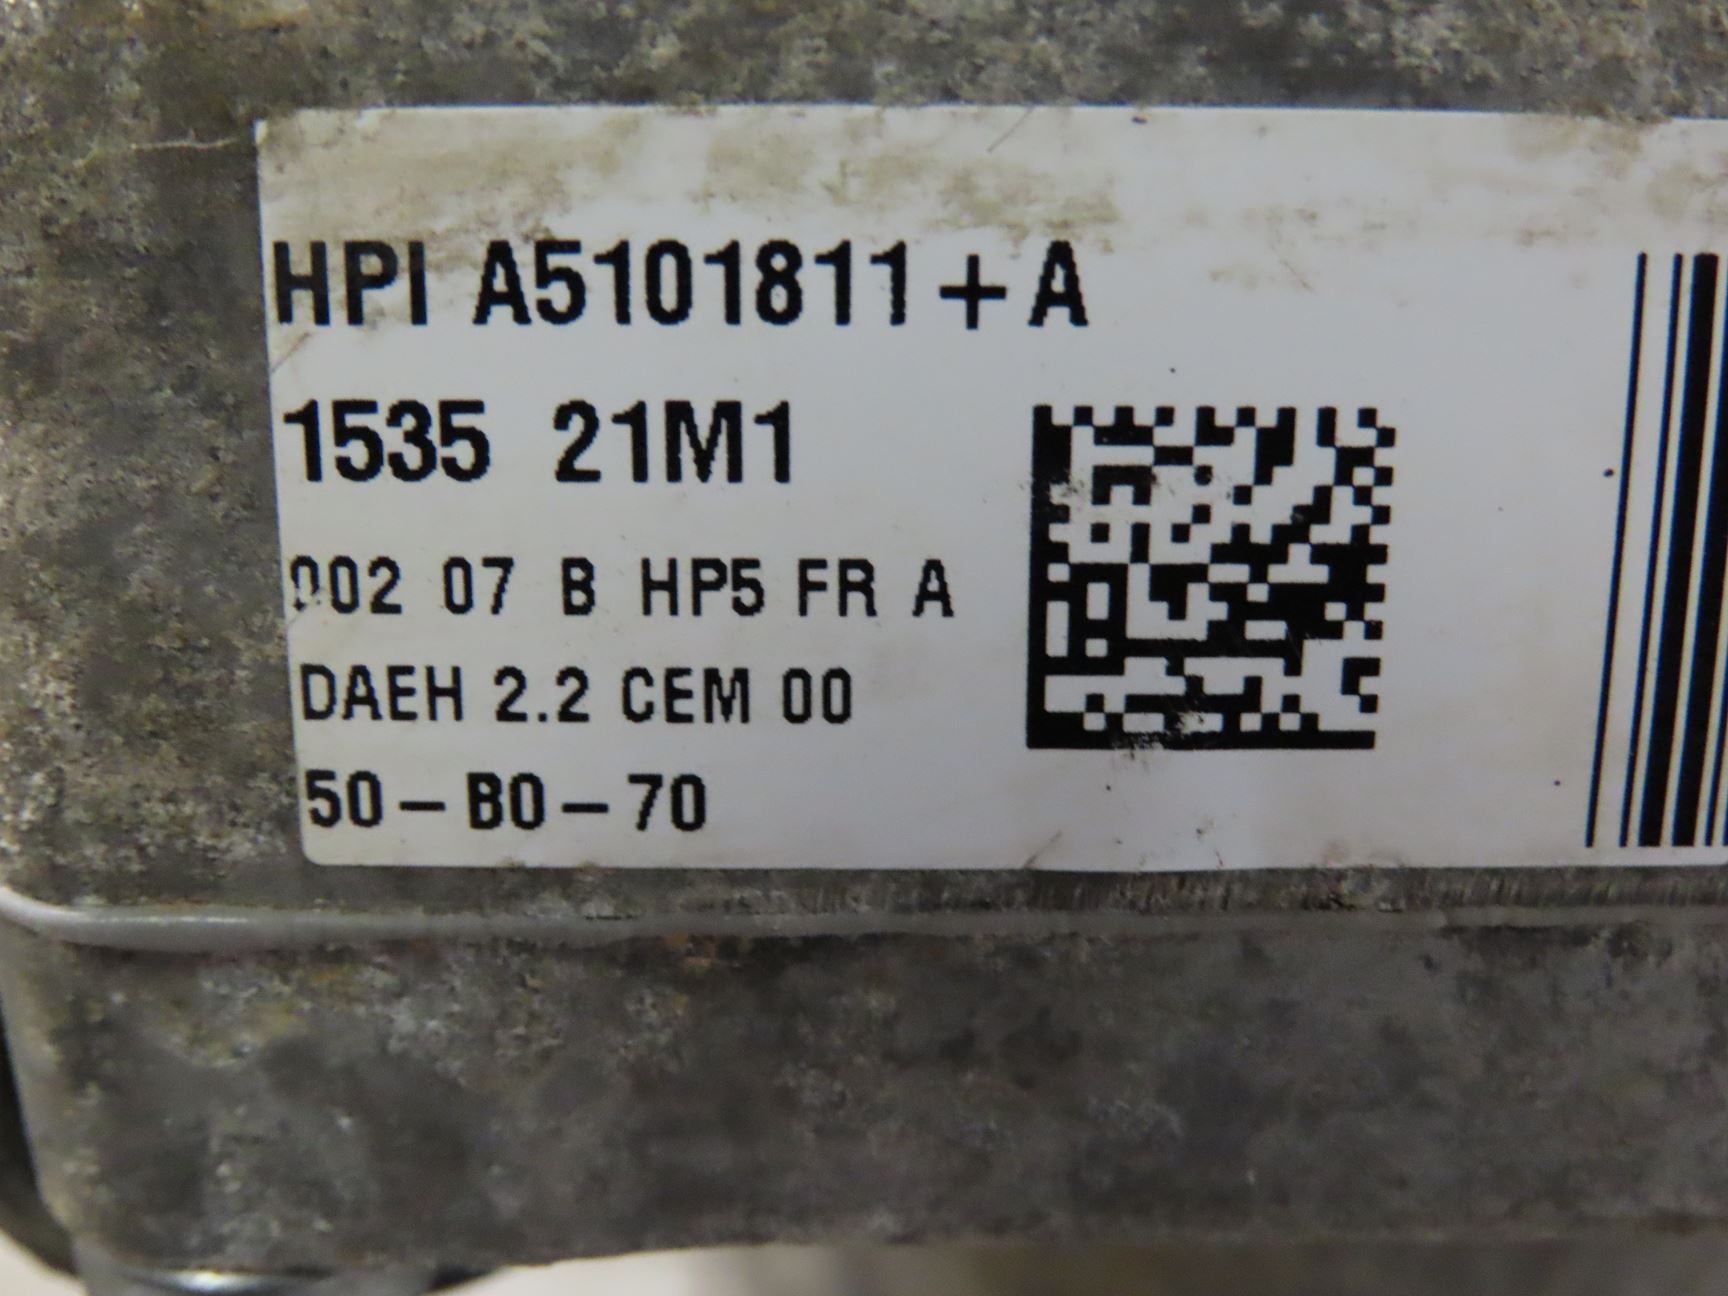 HPI A5101811+A
1535 21M1
002 07 B HP5 FR A
DAEH 2.2 CEM 00
50-B0-70